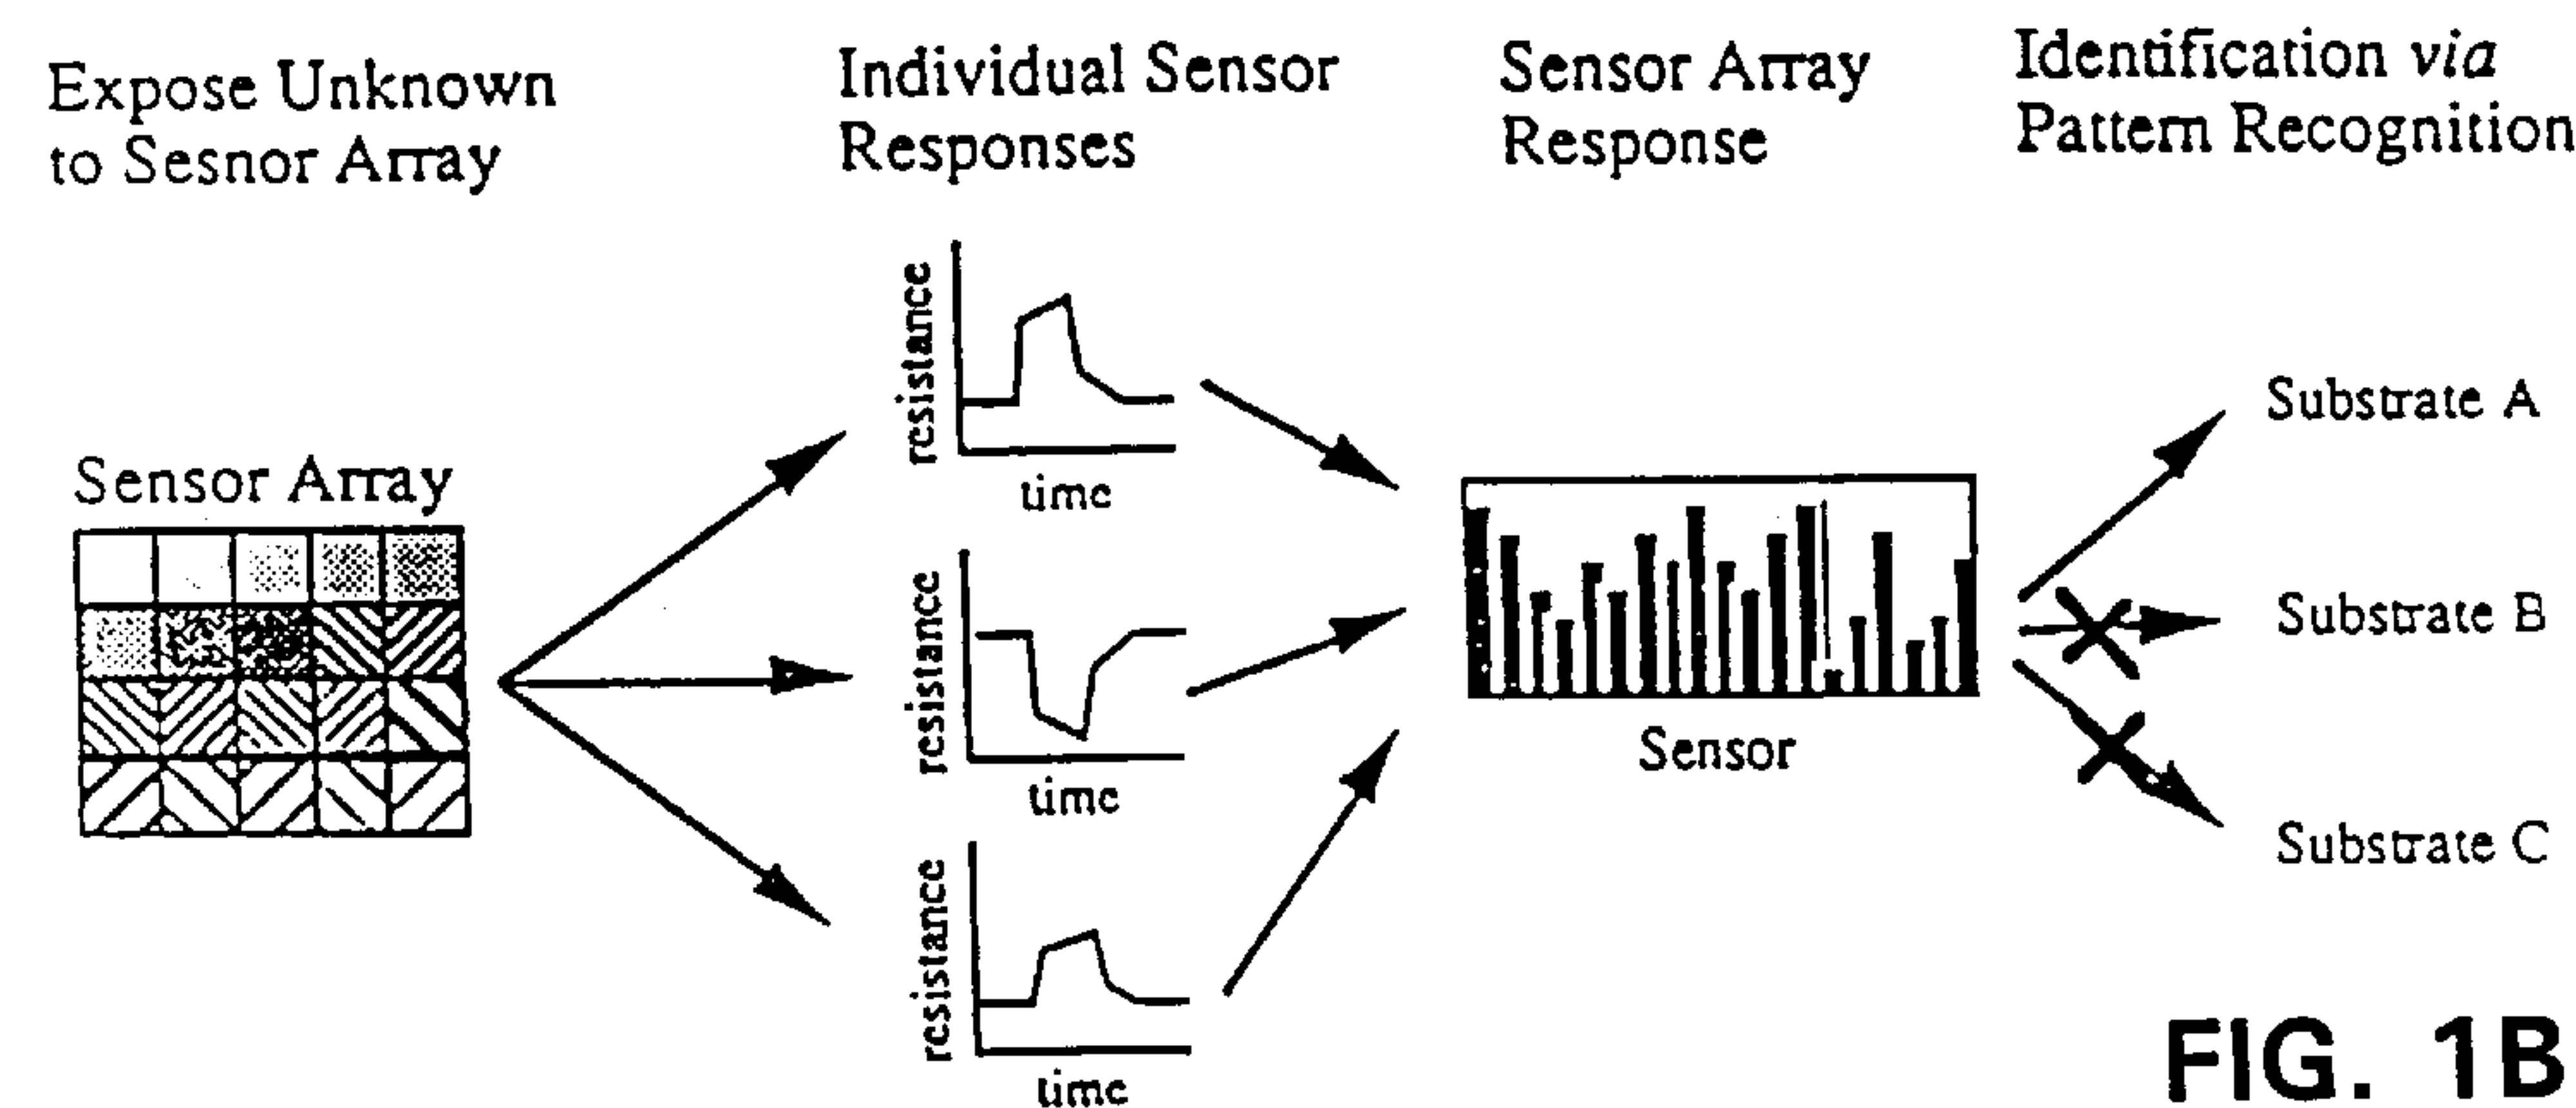 Expose Unknown
to Sesnor Array
Individual Sensor
Responses
Sensor Array
Response
Identification via
Pattern Recognition
Sensor Array
resistance
time
resistance
time
resistance
time
Sensor
Substrate A
Substrate B
Substrate C
FIG. 1B